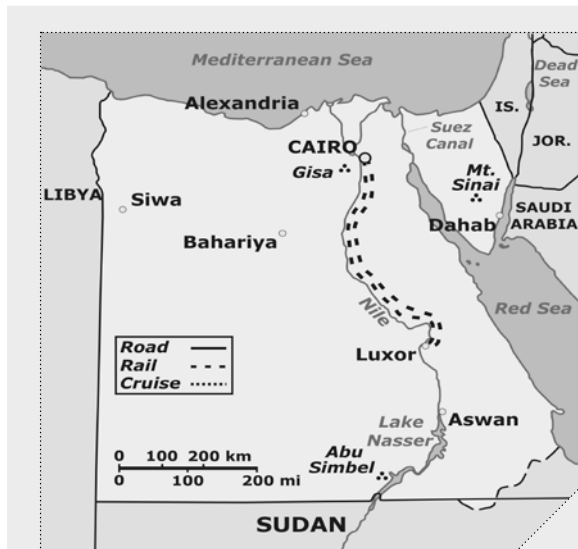 Mediterranean Sea
Dead
Sea
Alexandria
IS.
Suez
Canal
JOR.
CAIRO
Gisa
Mt.
Sinai
LIBYA
Siwa
SAUDI
ARABIA
Dahab
Bahariya
Nile
Red Sea
Road
Rail
Cruise
Luxor
Lake
Nasser
Aswan
Abu
Simbel
0 100 200 km
0 100 200 mi
SUDAN